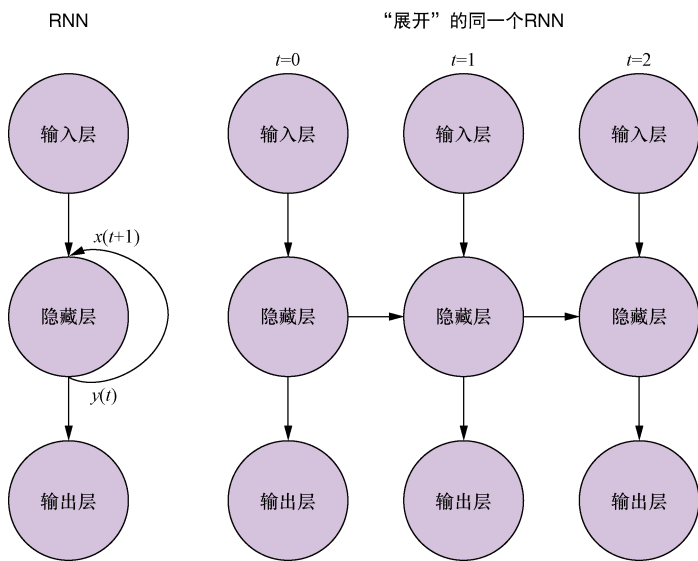 RNN
“展开”的同一个RNN
t=0
t=1
t=2
输入层
输入层
输入层
输入层
x(t+1)
隐藏层
隐藏层
隐藏层
隐藏层
y(t)
输出层
输出层
输出层
输出层